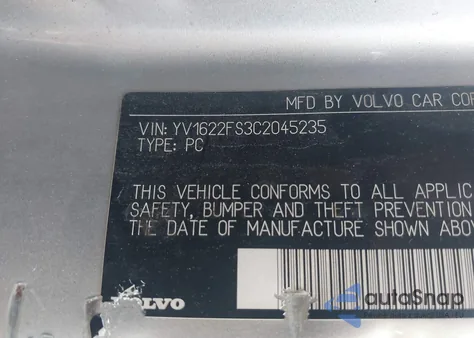 MFD BY VOLVO CAR COR
VIN: YV1622FS3C2045235
TYPE: PC
THIS VEHICLE CONFORMS TO ALL APPLIC
SAFETY, BUMPER AND THEFT PREVENTION
THE DATE OF MANUFACTURE SHOWN ABOV
VOLVO
autoSnap